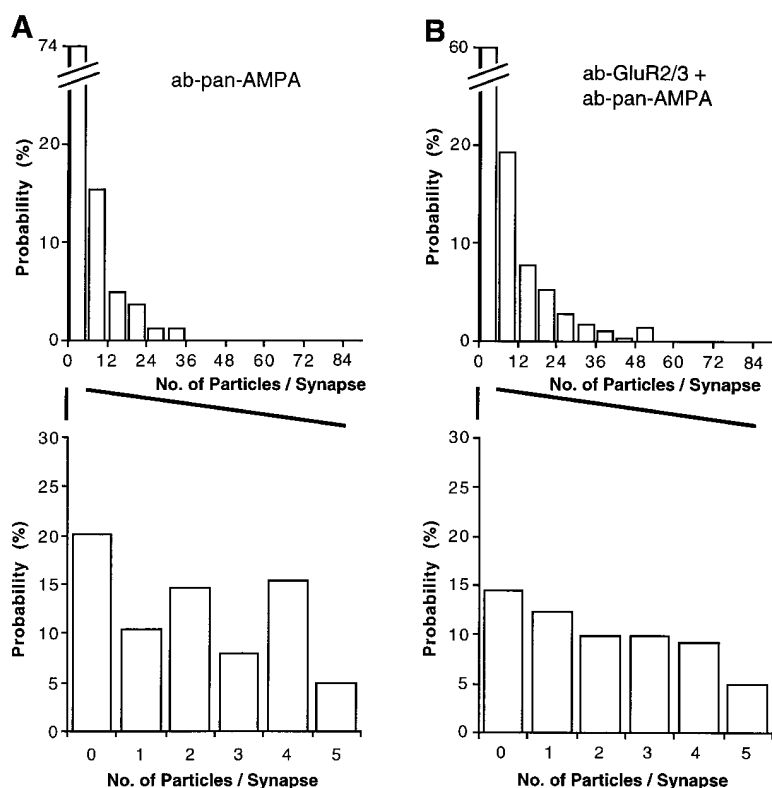 A
74
ab-pan-AMPA
20
10
0
Probability (%)
0 12 24 36 48 60 72 84
No. of Particles / Synapse
30
25
20
15
10
5
0
Probability (%)
0 1 2 3 4 5
No. of Particles / Synapse
B
60
ab-GluR2/3 +
ab-pan-AMPA
20
10
0
Probability (%)
0 12 24 36 48 60 72 84
No. of Particles / Synapse
30
25
20
15
10
5
0
Probability (%)
0 1 2 3 4 5
No. of Particles / Synapse